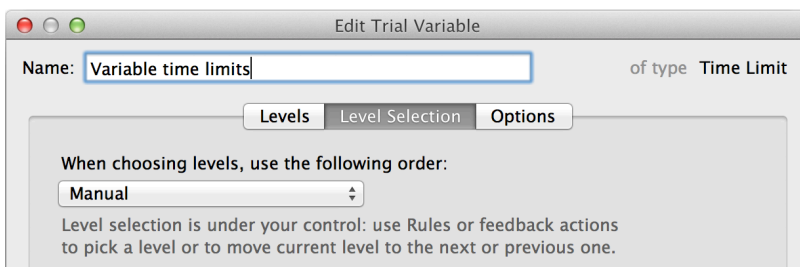 Edit Trial Variable
Name: Variable time limits of type Time Limit
Levels Level Selection Options
When choosing levels, use the following order:
Manual
Level selection is under your control: use Rules or feedback actions
to pick a level or to move current level to the next or previous one.